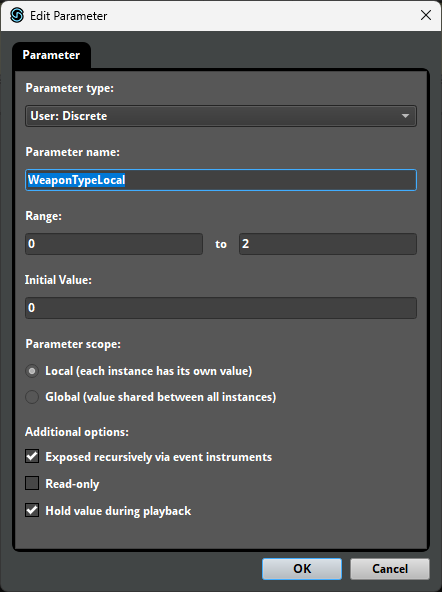 Edit Parameter
Parameter
Parameter type:
User: Discrete
Parameter name:
WeaponTypeLocal
Range:
0 to 2
Initial Value:
0
Parameter scope:
Local (each instance has its own value)
Global (value shared between all instances)
Additional options:
Exposed recursively via event instruments
Read-only
Hold value during playback
OK Cancel